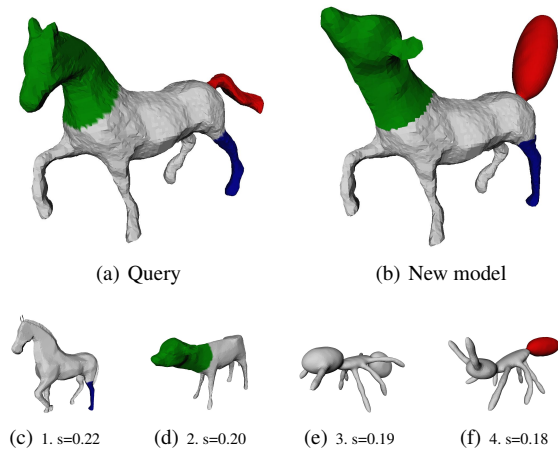 (a) Query
(b) New model
(c) 1. s=0.22
(d) 2. s=0.20
(e) 3. s=0.19
(f) 4. s=0.18